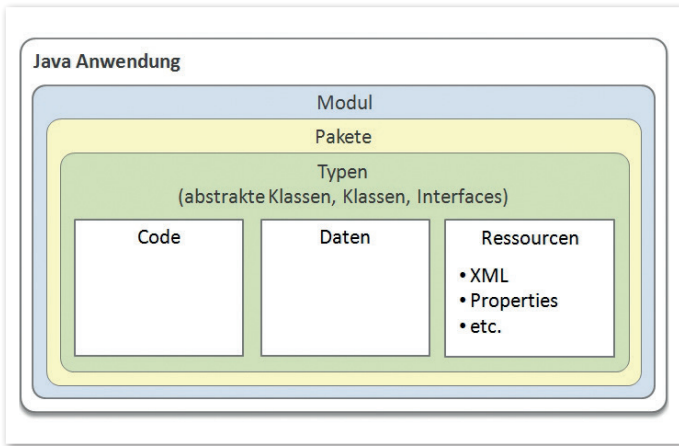 Java Anwendung
Modul
Pakete
Typen
(abstrakte Klassen, Klassen, Interfaces)
Code
Daten
Ressourcen
• XML
• Properties
• etc.